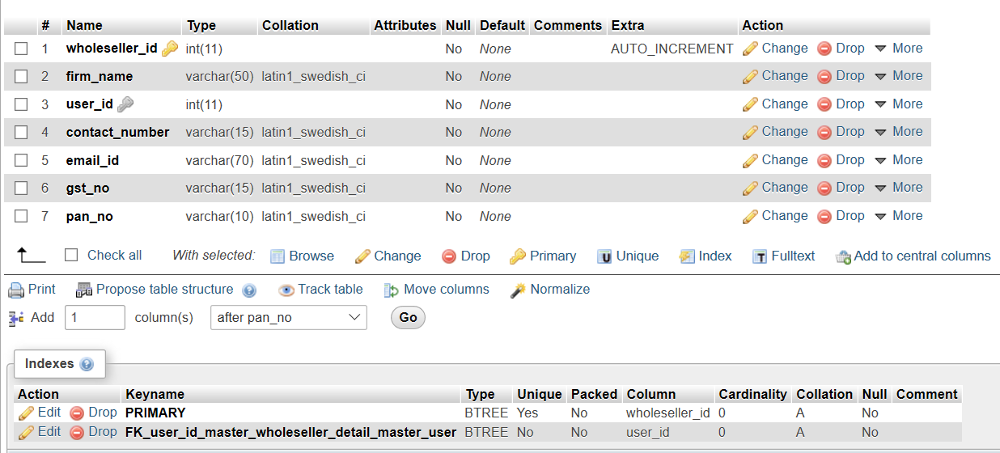 # Name Type Collation Attributes Null Default Comments Extra Action
1 wholeseller_id int(11) No None AUTO_INCREMENT Change Drop More
2 firm_name varchar(50) latin1_swedish_ci No None Change Drop More
3 user_id int(11) No None Change Drop More
4 contact_number varchar(15) latin1_swedish_ci No None Change Drop More
5 email_id varchar(70) latin1_swedish_ci No None Change Drop More
6 gst_no varchar(15) latin1_swedish_ci No None Change Drop More
7 pan_no varchar(10) latin1_swedish_ci No None Change Drop More
Check all With selected: Browse Change Drop Primary Unique Index Fulltext Add to central columns
Print Propose table structure Track table Move columns Normalize
Add 1 column(s) after pan_no Go
Indexes
Action Keyname Type Unique Packed Column Cardinality Collation Null Comment
Edit Drop PRIMARY BTREE Yes No wholeseller_id 0 A No
Edit Drop FK_user_id_master_wholeseller_detail_master_user BTREE No No user_id 0 A No